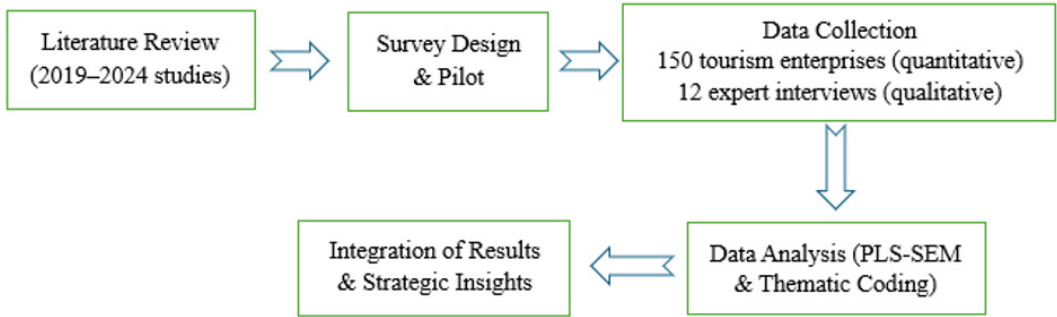 Literature Review
(2019–2024 studies)
Survey Design
& Pilot
Data Collection
150 tourism enterprises (quantitative)
12 expert interviews (qualitative)
Data Analysis (PLS-SEM
& Thematic Coding)
Integration of Results
& Strategic Insights